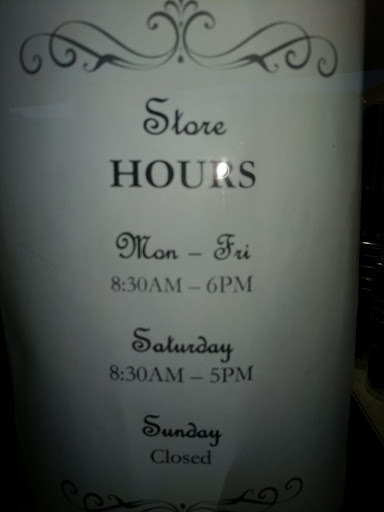 Store
HOURS
Mon – Fri
8:30AM – 6PM
Saturday
8:30AM – 5PM
Sunday
Closed